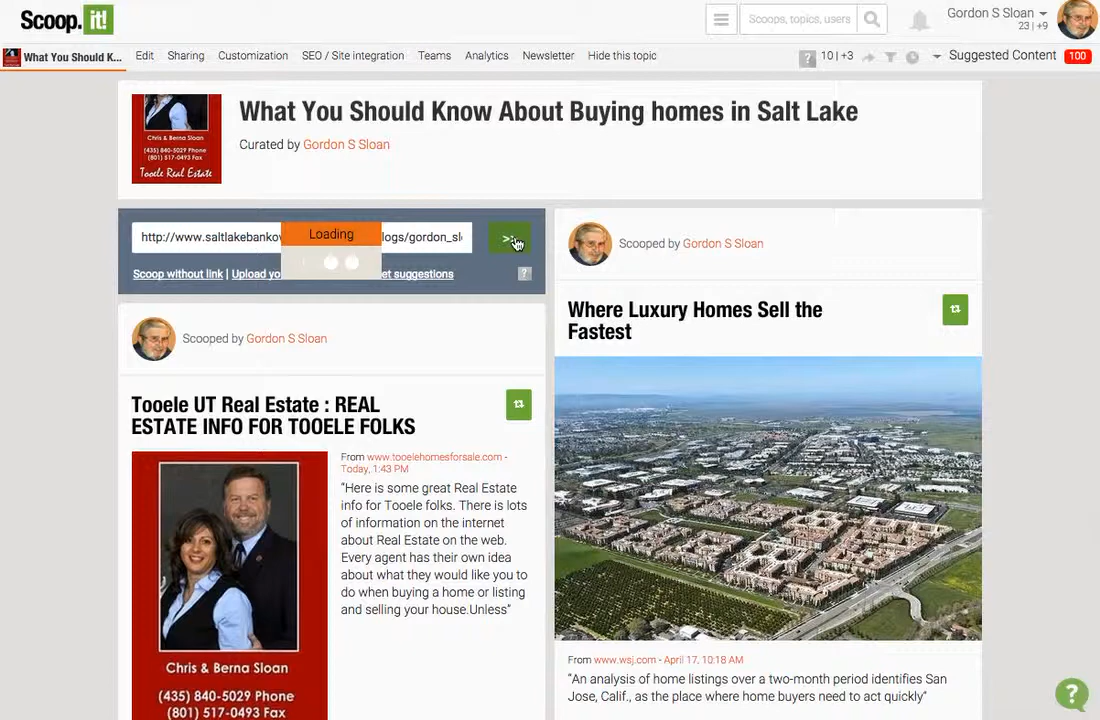 Scoop.it!
Scoops, topics, users
Gordon S Sloan
23 | +9
What You Should K...
Edit
Sharing
Customization
SEO / Site integration
Teams
Analytics
Newsletter
Hide this topic
?
10 | +3
Suggested Content
100
Chris & Berna Sloan
(435) 840-5029 Phone
(801) 517-0493 Fax
Tooele Real Estate
What You Should Know About Buying homes in Salt Lake
Curated by Gordon S Sloan
http://www.saltlakebankov
Loading
logs/gordon_sl
>>
Scoop without link | Upload yo
et suggestions
?
Scooped by Gordon S Sloan
Tooele UT Real Estate : REAL
ESTATE INFO FOR TOOELE FOLKS
From www.tooelehomesforsale.com -
Today, 1:43 PM
"Here is some great Real Estate
info for Tooele folks. There is lots
of information on the internet
about Real Estate on the web.
Every agent has their own idea
about what they would like you to
do when buying a home or listing
and selling your house.Unless"
Chris & Berna Sloan
(435) 840-5029 Phone
(801) 517-0493 Fax
Scooped by Gordon S Sloan
Where Luxury Homes Sell the
Fastest
From www.wsj.com - April 17, 10:18 AM
"An analysis of home listings over a two-month period identifies San
Jose, Calif., as the place where home buyers need to act quickly"
?